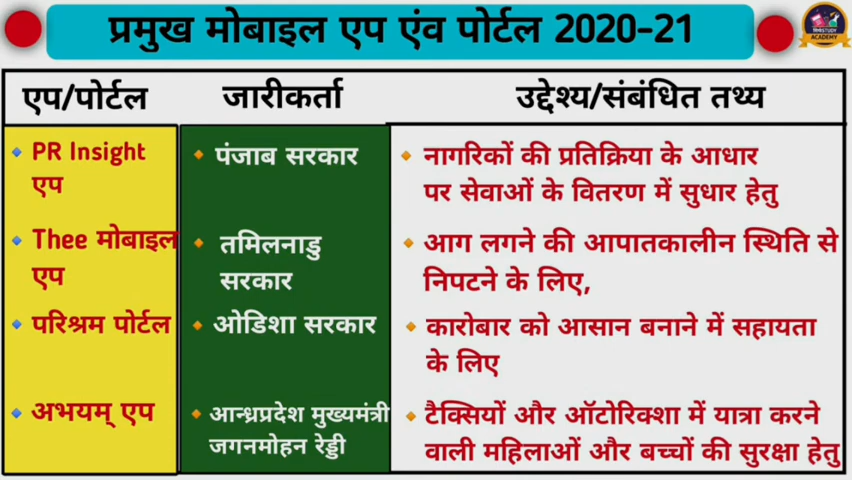 प्रमुख मोबाइल एप एंव पोर्टल 2020-21
TIMESTUDY
ACADEMY
एप/पोर्टल
जारीकर्ता
उद्देश्य/संबंधित तथ्य
PR Insight
एप
पंजाब सरकार
नागरिकों की प्रतिक्रिया के आधार
पर सेवाओं के वितरण में सुधार हेतु
Thee मोबाइल
एप
तमिलनाडु
सरकार
आग लगने की आपातकालीन स्थिति से
निपटने के लिए,
परिश्रम पोर्टल
ओडिशा सरकार
कारोबार को आसान बनाने में सहायता
के लिए
अभयम् एप
आन्ध्रप्रदेश मुख्यमंत्री
जगनमोहन रेड्डी
टैक्सियों और ऑटोरिक्शा में यात्रा करने
वाली महिलाओं और बच्चों की सुरक्षा हेतु